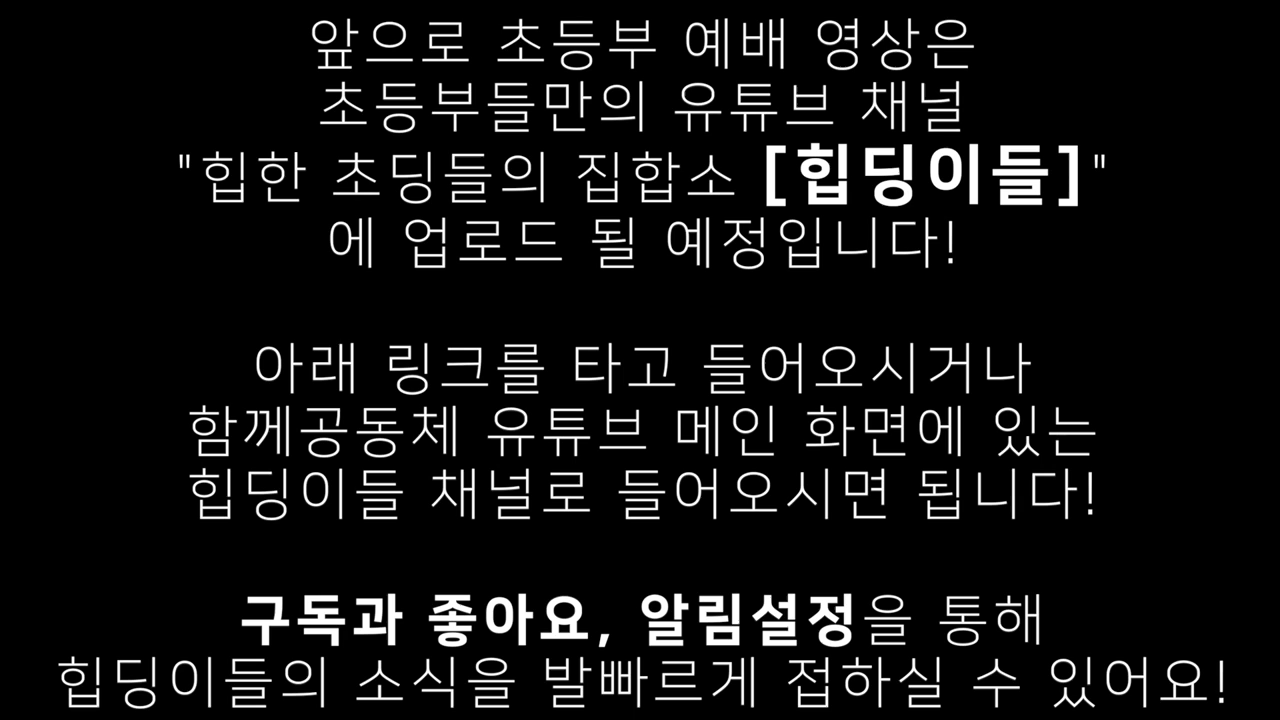 앞으로 초등부 예배 영상은
초등부들만의 유튜브 채널
"힙한 초딩들의 집합소 [힙딩이들]"
에 업로드 될 예정입니다!
아래 링크를 타고 들어오시거나
함께공동체 유튜브 메인 화면에 있는
힙딩이들 채널로 들어오시면 됩니다!
구독과 좋아요, 알림설정을 통해
힙딩이들의 소식을 발빠르게 접하실 수 있어요!